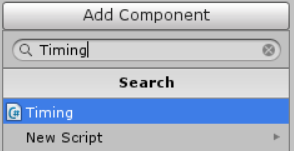 Add Component
Timing
Search
Timing
New Script